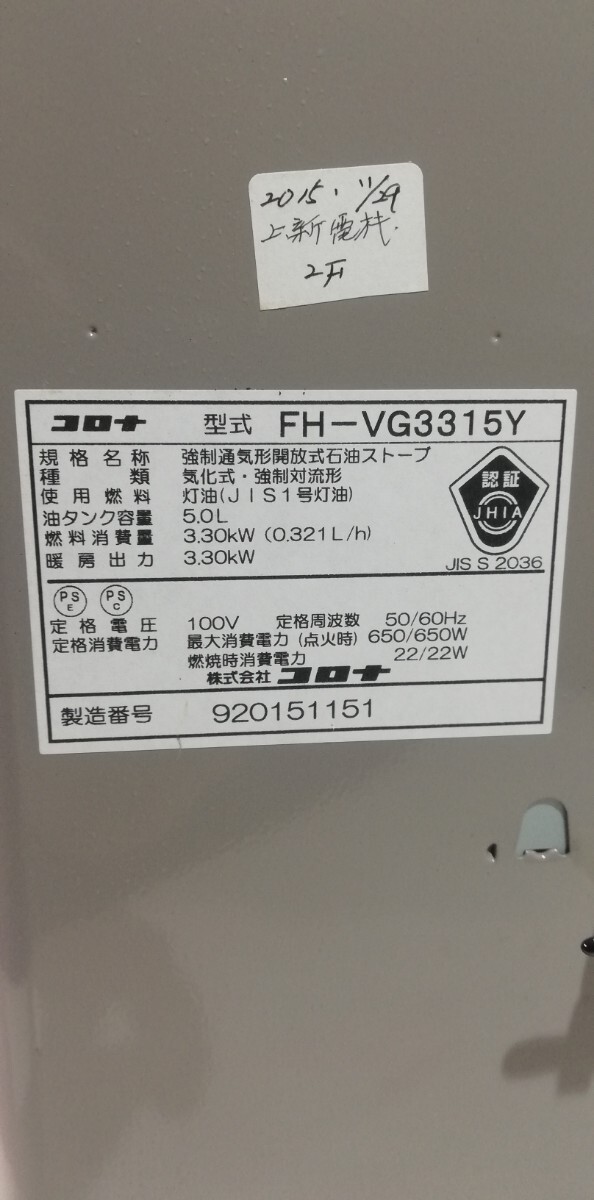 2015. 11/29
上新電材.
2F
コロナ 型式 FH-VG3315Y
規格名称 強制通気形開放式石油ストーブ
種類 気化式・強制対流形
使用燃料 灯油(JIS1号灯油)
油タンク容量 5.0L
燃料消費量 3.30kW (0.321L/h)
暖房出力 3.30kW
認証
JHIA
JIS S 2036
PS E PS C
定格電圧 100V 定格周波数 50/60Hz
定格消費電力 最大消費電力(点火時) 650/650W
燃焼時消費電力 22/22W
株式会社 コロナ
製造番号 920151151